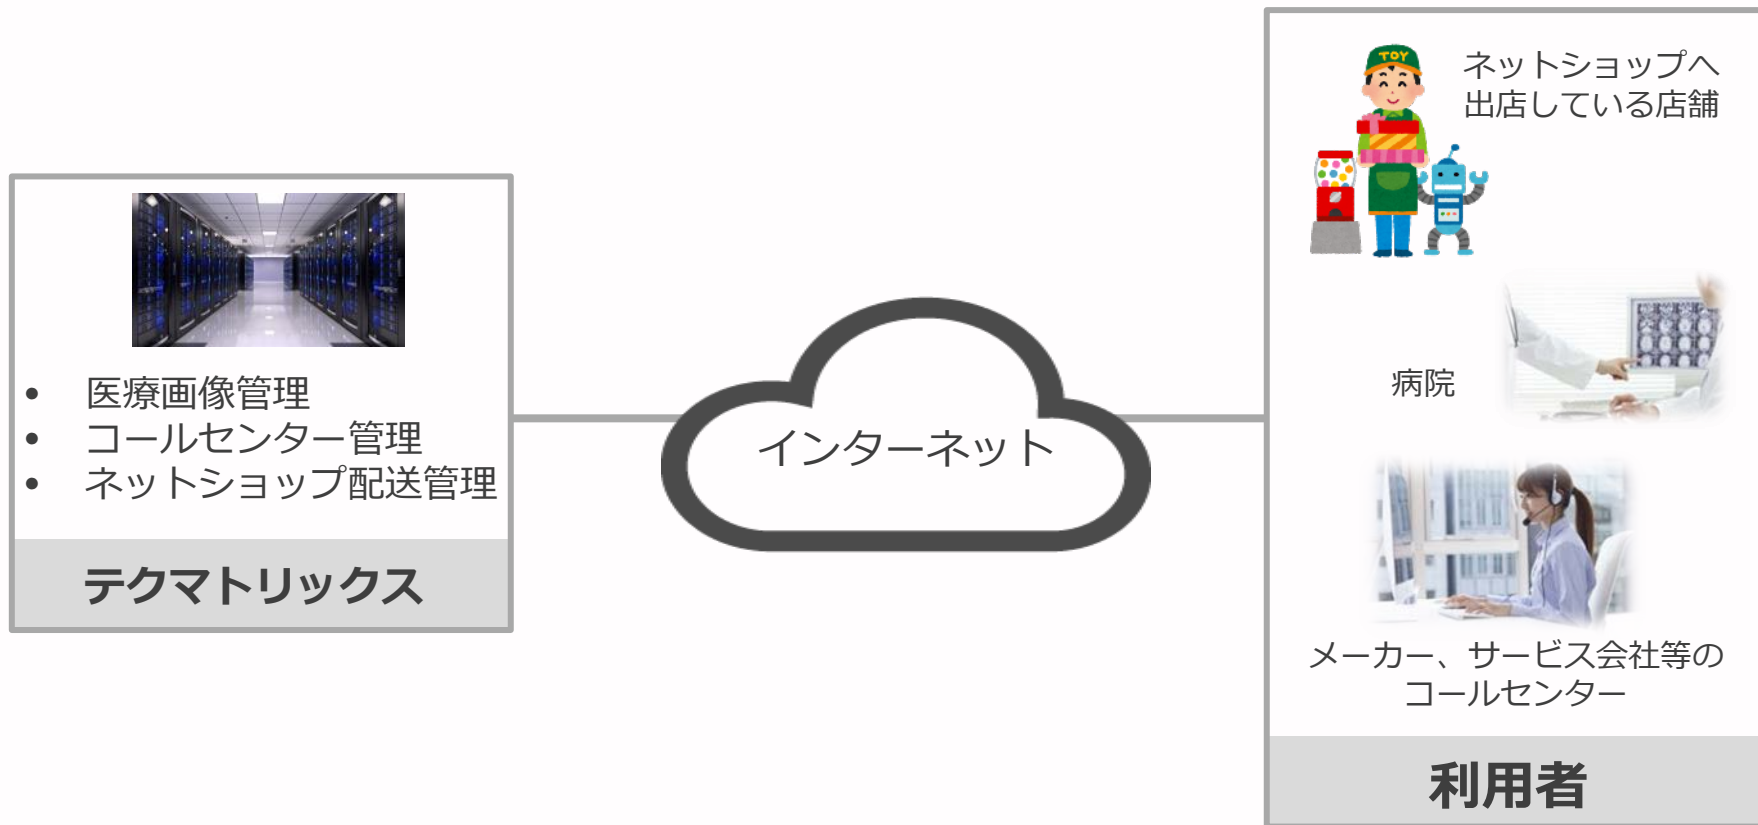 • 医療画像管理
• コールセンター管理
• ネットショップ配送管理
テクマトリックス
インターネット
TOY
ネットショップへ
出店している店舗
病院
メーカー、サービス会社等の
コールセンター
利用者